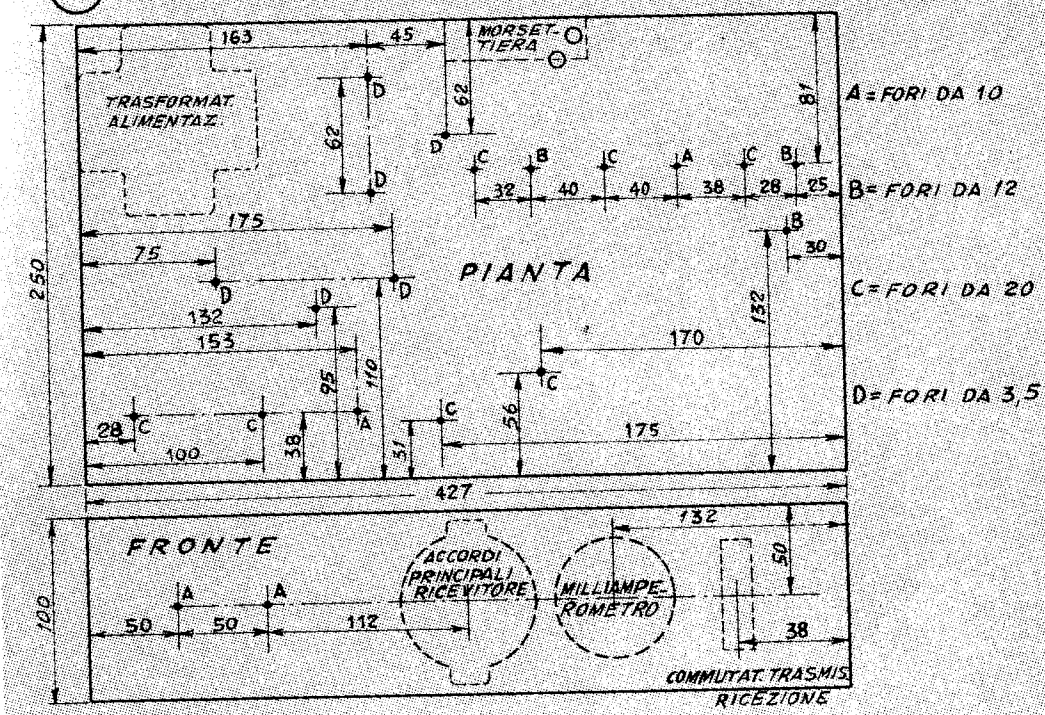 163
45
MORSET-
TIERA
TRASFORMAT.
ALIMENTAZ
62
D
62
D
D
81
A = FORI DA 10
C
B
C
A
C
B
32
40
40
38
28
25
B = FORI DA 12
175
B
30
75
PIANTA
250
D
D
D
C = FORI DA 20
132
132
153
170
95
110
C
D = FORI DA 3,5
56
C
C
A
C
28
38
31
175
100
427
FRONTE
132
50
ACCORDI
PRINCIPALI
RICEVITORE
MILLIAMPE-
ROMETRO
A
A
100
50
50
112
38
COMMUTAT. TRASMIS
RICEZIONE